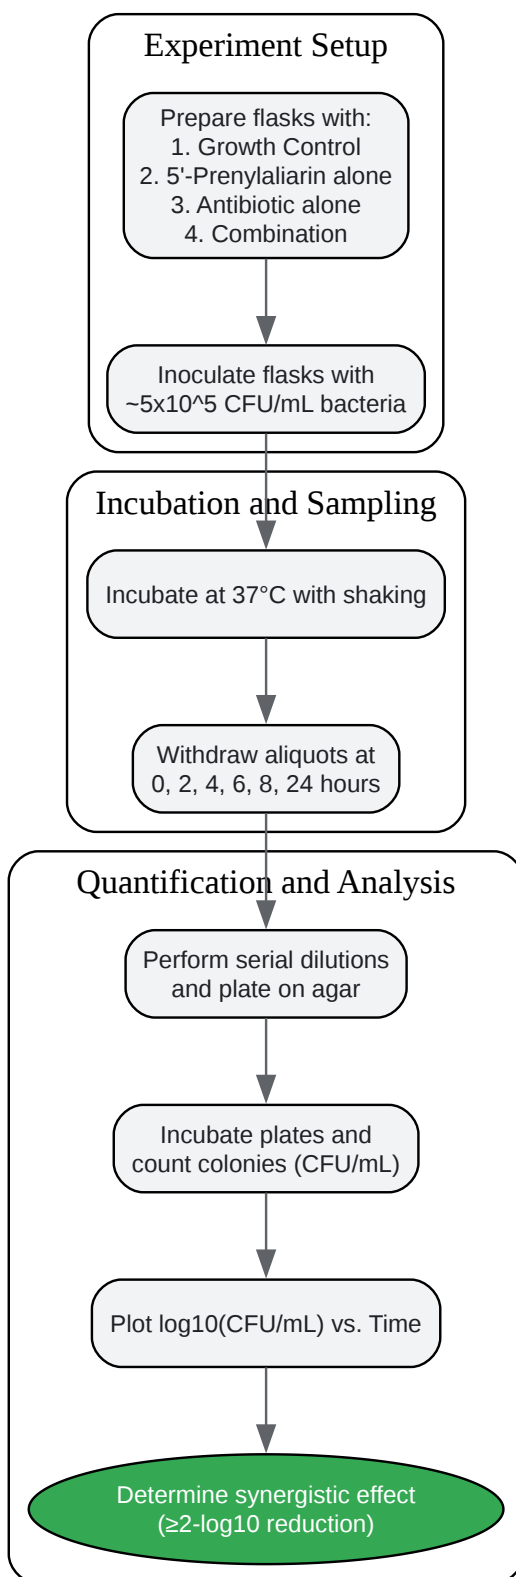 Experiment Setup
Prepare flasks with:
1. Growth Control
2. 5'-Prenylaliarin alone
3. Antibiotic alone
4. Combination
Inoculate flasks with
~5x10^5 CFU/mL bacteria
Incubation and Sampling
Incubate at 37°C with shaking
Withdraw aliquots at
0, 2, 4, 6, 8, 24 hours
Quantification and Analysis
Perform serial dilutions
and plate on agar
Incubate plates and
count colonies (CFU/mL)
Plot log10(CFU/mL) vs. Time
Determine synergistic effect
(≥2-log10 reduction)